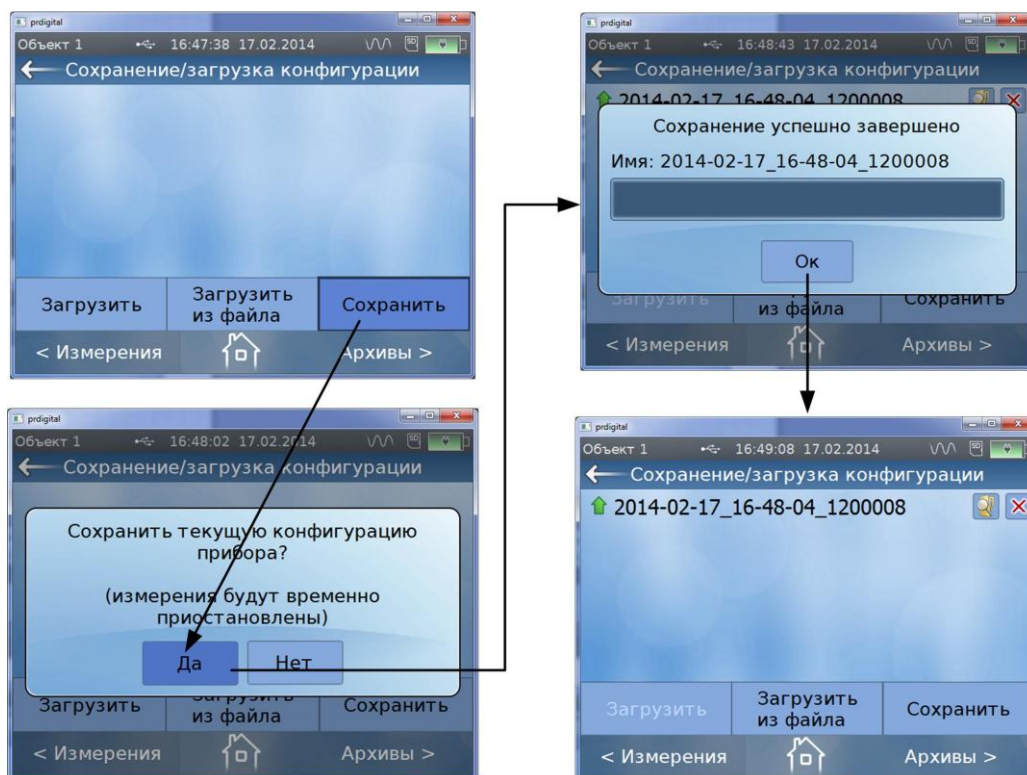 prdigital
Объект 1 16:47:38 17.02.2014
Сохранение/загрузка конфигурации
Загрузить
Загрузить
из файла
Сохранить
< Измерения
Архивы >
prdigital
Объект 1 16:48:02 17.02.2014
Сохранение/загрузка конфигурации
Сохранить текущую конфигурацию
прибора?
(измерения будут временно
приостановлены)
Да
Нет
Загрузить
Загрузить
из файла
Сохранить
< Измерения
Архивы >
prdigital
Объект 1 16:48:43 17.02.2014 SD
Сохранение/загрузка конфигурации
2014-02-17_16-48-04_1200008
Сохранение успешно завершено
Имя: 2014-02-17_16-48-04_1200008
Ок
Загрузить
из файла
Сохранить
< Измерения
Архивы >
prdigital
Объект 1 16:49:08 17.02.2014 SD
Сохранение/загрузка конфигурации
2014-02-17_16-48-04_1200008
Загрузить
Загрузить
из файла
Сохранить
< Измерения
Архивы >